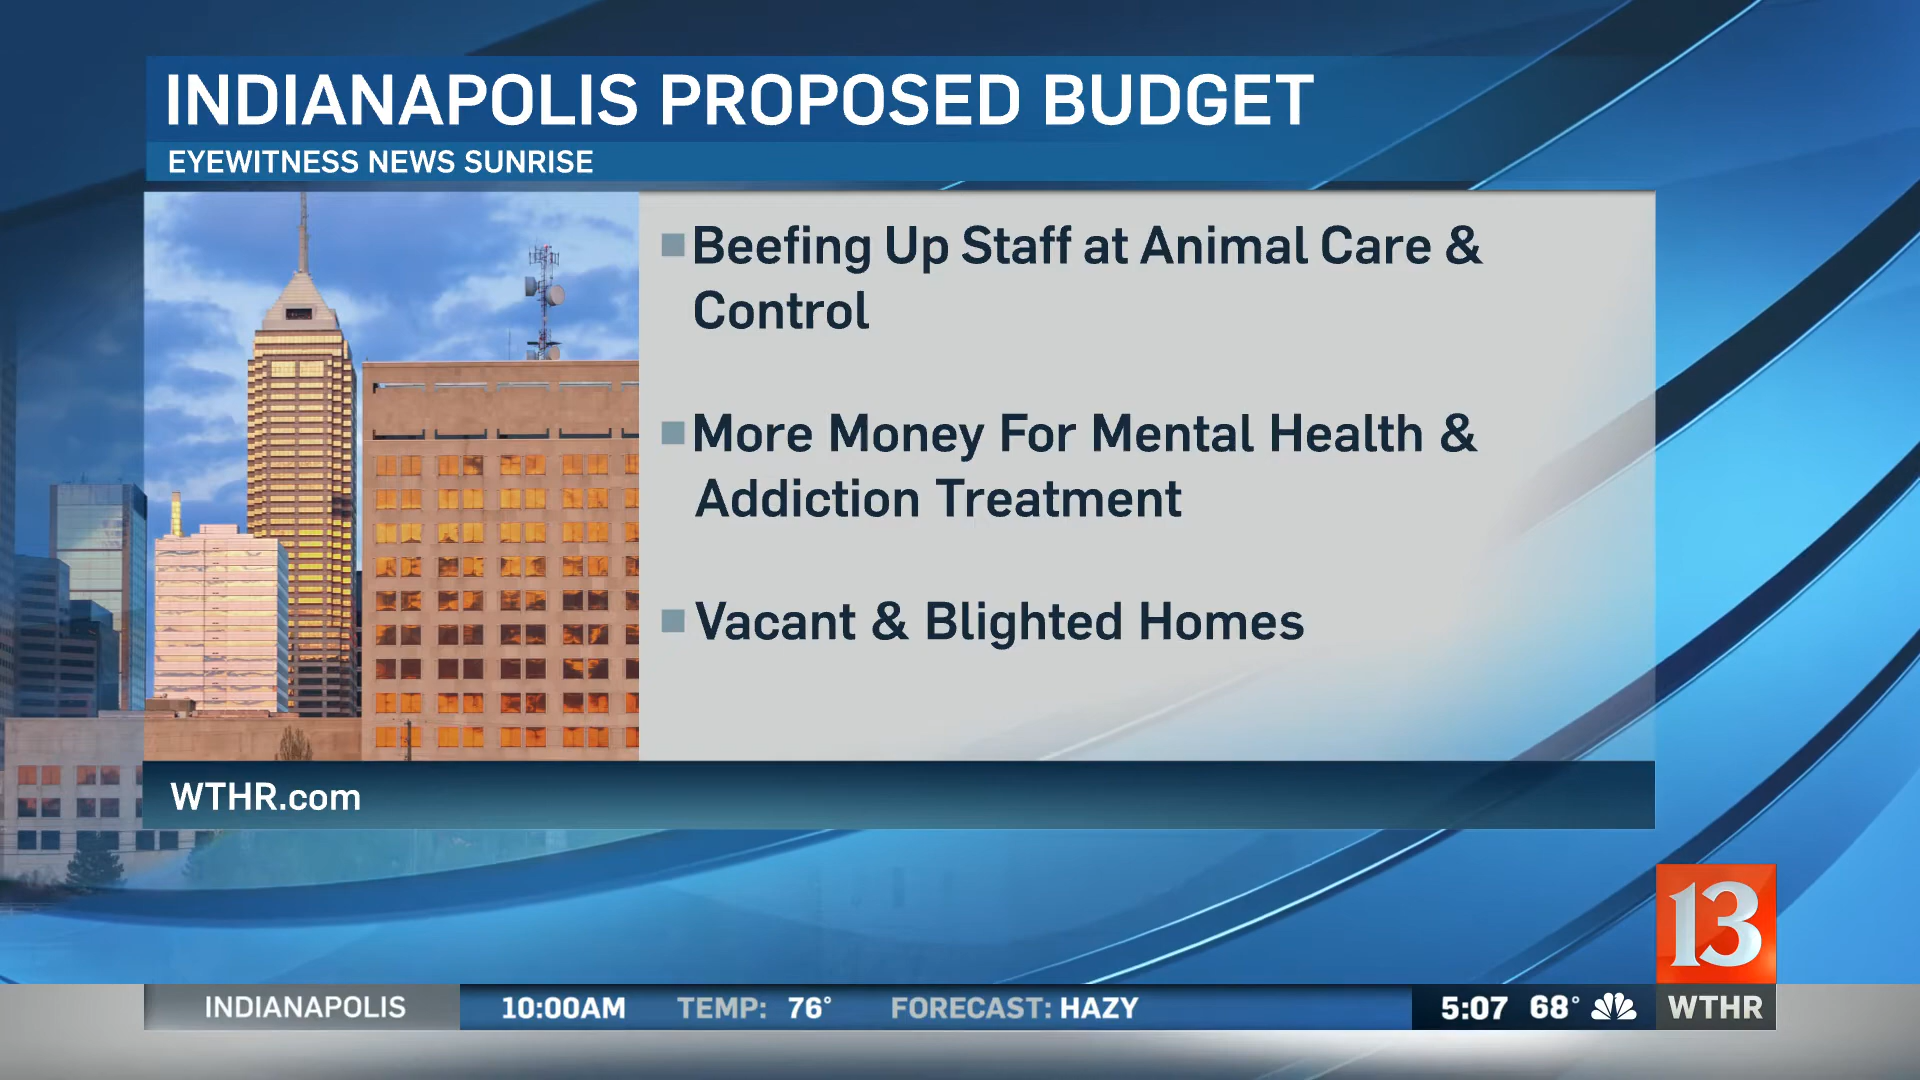 INDIANAPOLIS PROPOSED BUDGET
EYEWITNESS NEWS SUNRISE
Beefing Up Staff at Animal Care &
Control
More Money For Mental Health &
Addiction Treatment
Vacant & Blighted Homes
WTHR.com
13
INDIANAPOLIS 10:00AM TEMP: 76° FORECAST: HAZY 5:07 68° WTHR